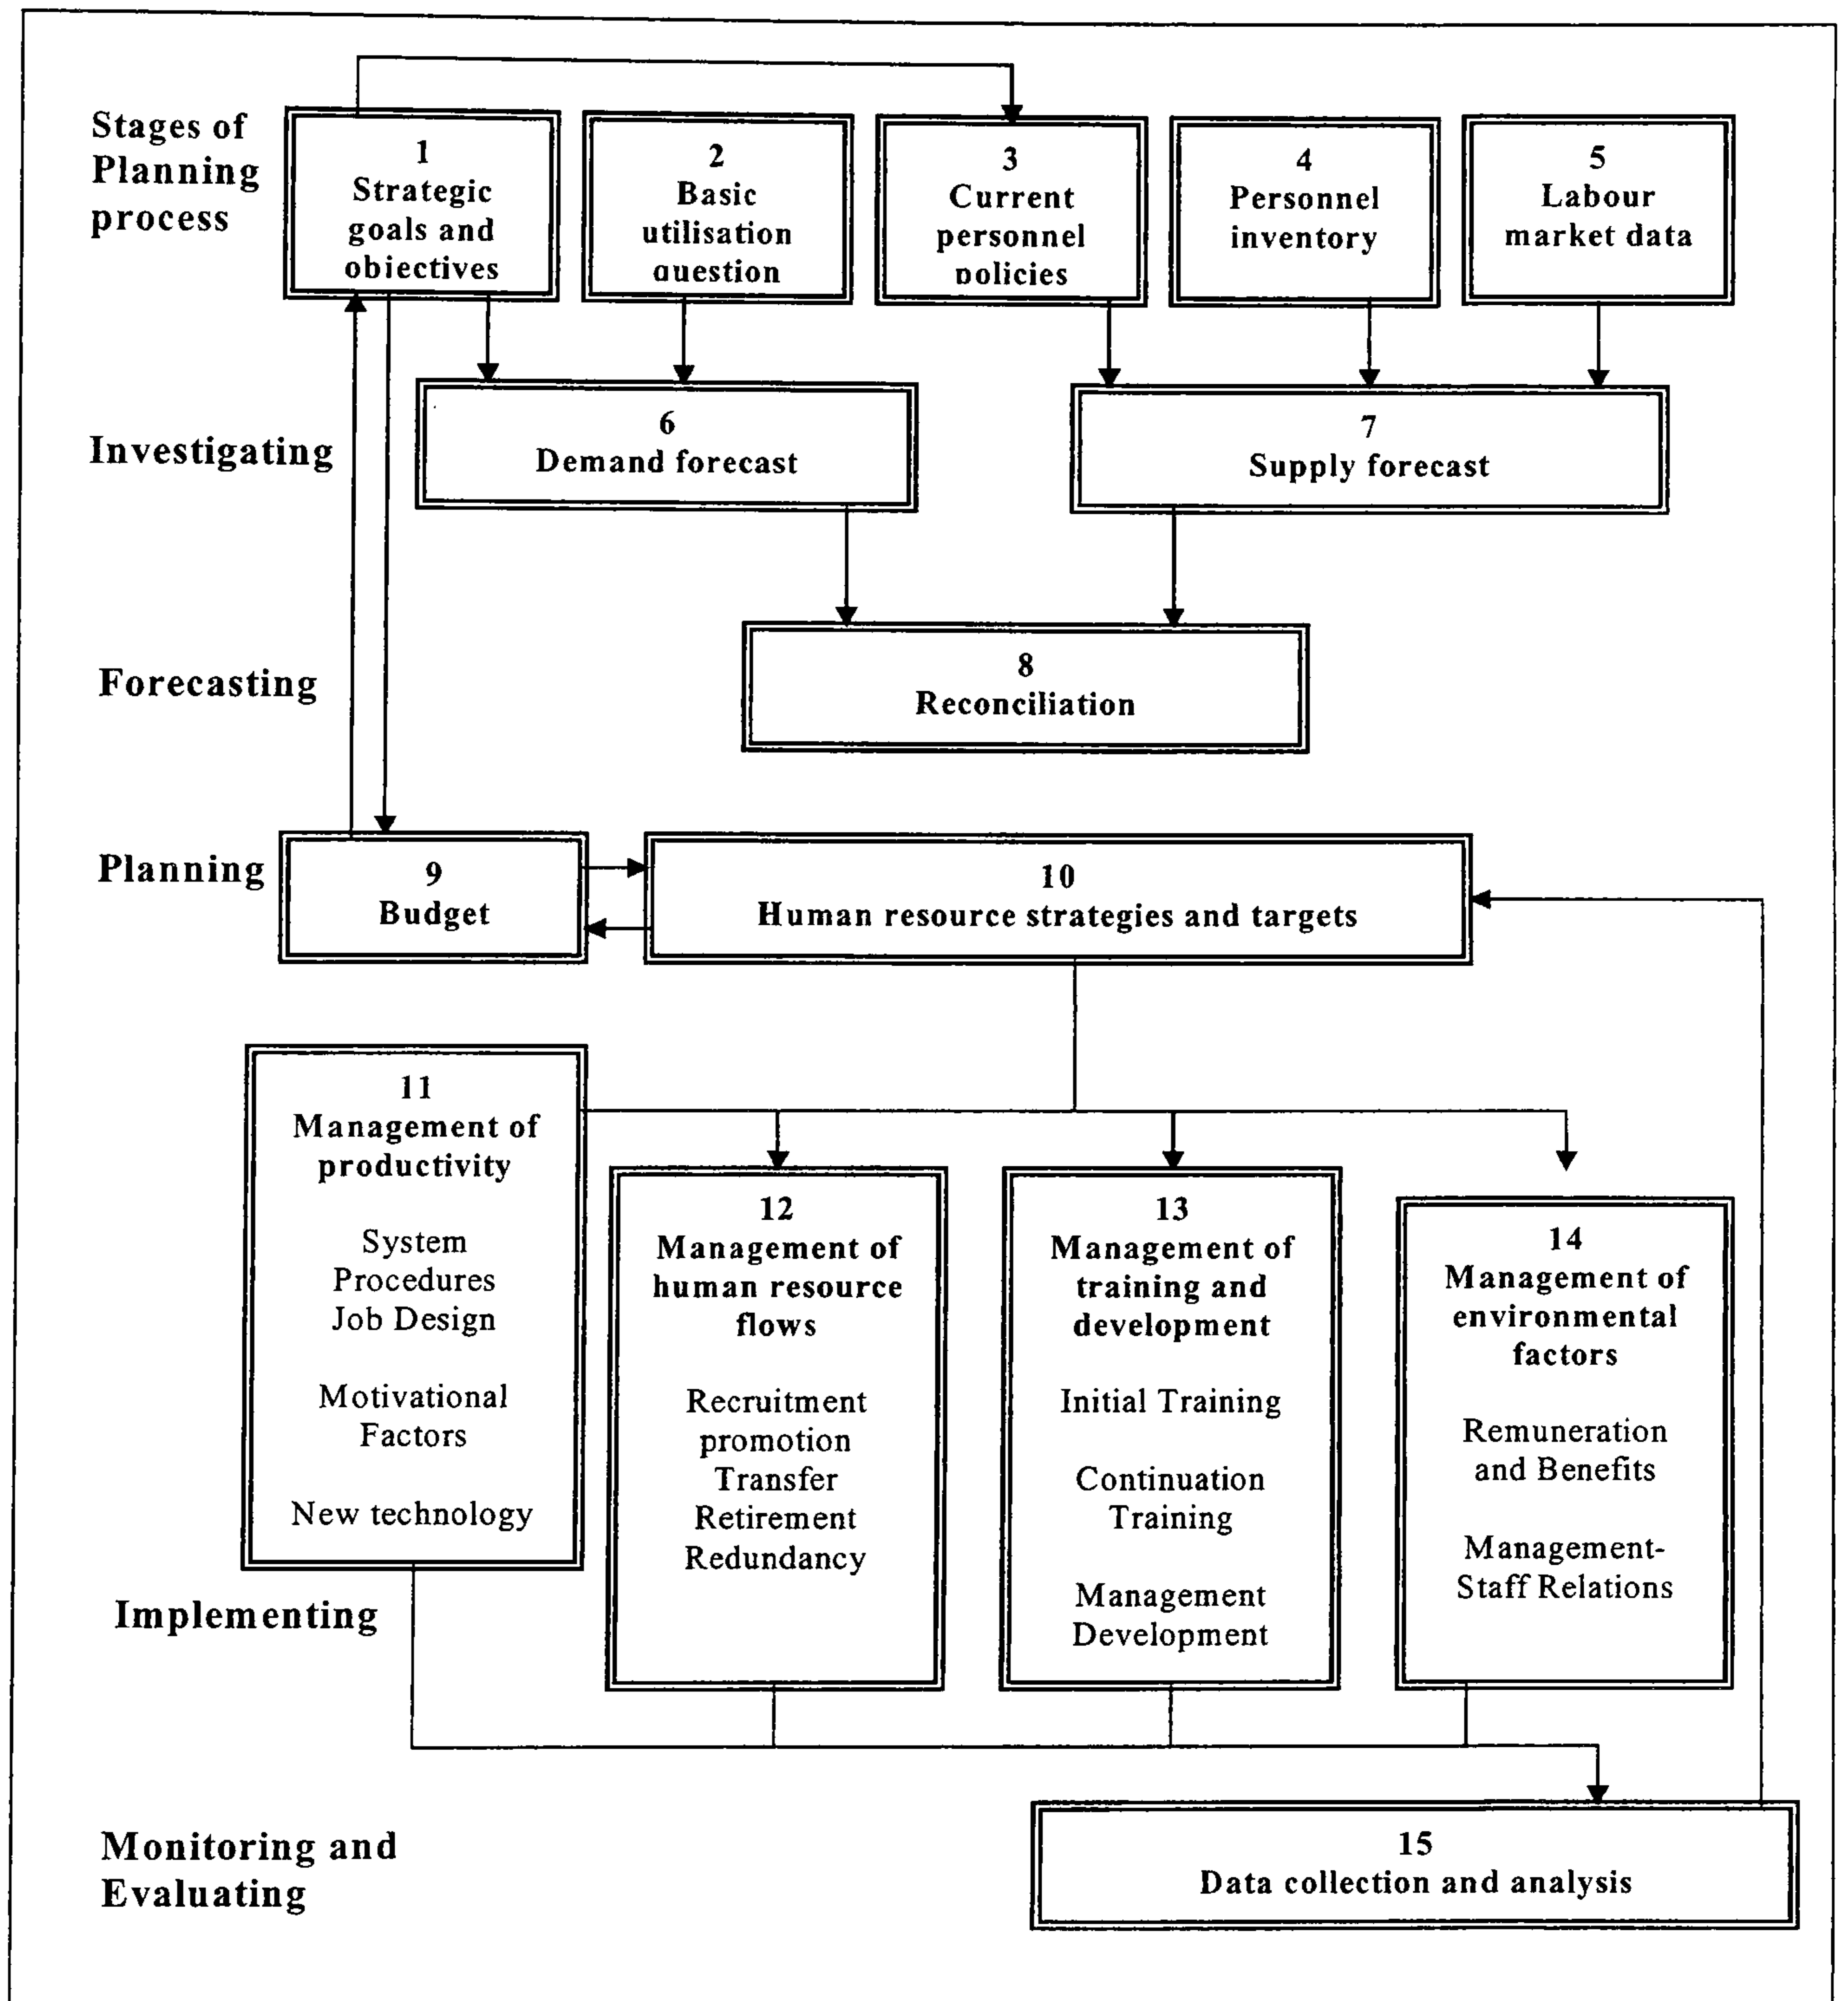 Stages of
Planning
process
1
Strategic
goals and
objectives
2
Basic
utilisation
question
3
Current
personnel
policies
4
Personnel
inventory
5
Labour
market data
Investigating
6
Demand forecast
7
Supply forecast
Forecasting
8
Reconciliation
Planning
9
Budget
10
Human resource strategies and targets
11
Management of
productivity
System
Procedures
Job Design
Motivational
Factors
New technology
12
Management of
human resource
flows
Recruitment
promotion
Transfer
Retirement
Redundancy
13
Management of
training and
development
Initial Training
Continuation
Training
Management
Development
14
Management of
environmental
factors
Remuneration
and Benefits
Management-
Staff Relations
Implementing
Monitoring and
Evaluating
15
Data collection and analysis